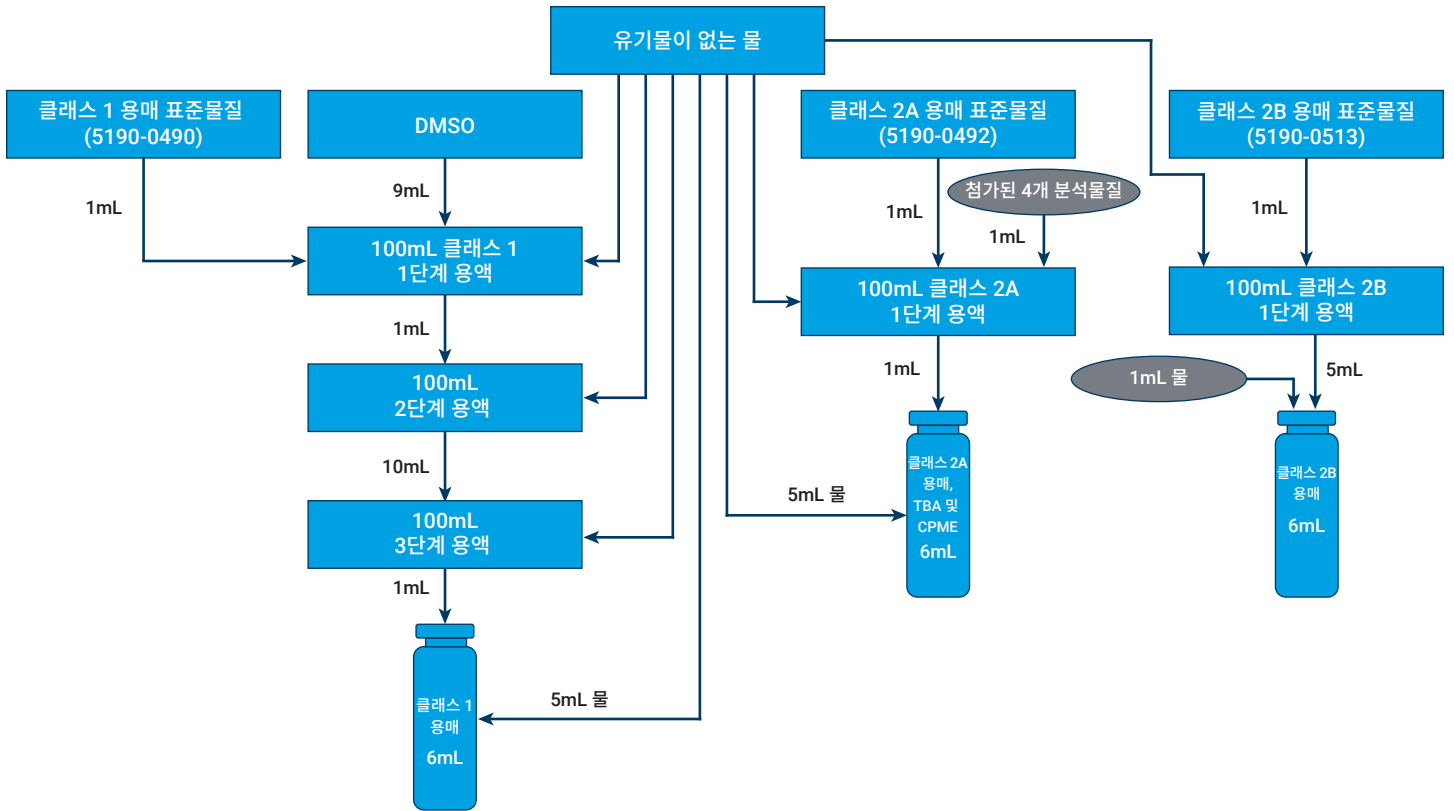 유기물이 없는 물
클래스 1 용매 표준물질
(5190-0490)
DMSO
클래스 2A 용매 표준물질
(5190-0492)
클래스 2B 용매 표준물질
(5190-0513)
1mL
9mL
1mL
첨가된 4개 분석물질
1mL
1mL
100mL 클래스 1
1단계 용액
100mL 클래스 2A
1단계 용액
100mL 클래스 2B
1단계 용액
1mL
1mL
1mL 물
5mL
100mL
2단계 용액
10mL
클래스 2A
용매,
TBA 및
CPME
6mL
클래스 2B
용매
6mL
5mL 물
100mL
3단계 용액
1mL
5mL 물
클래스 1
용매
6mL